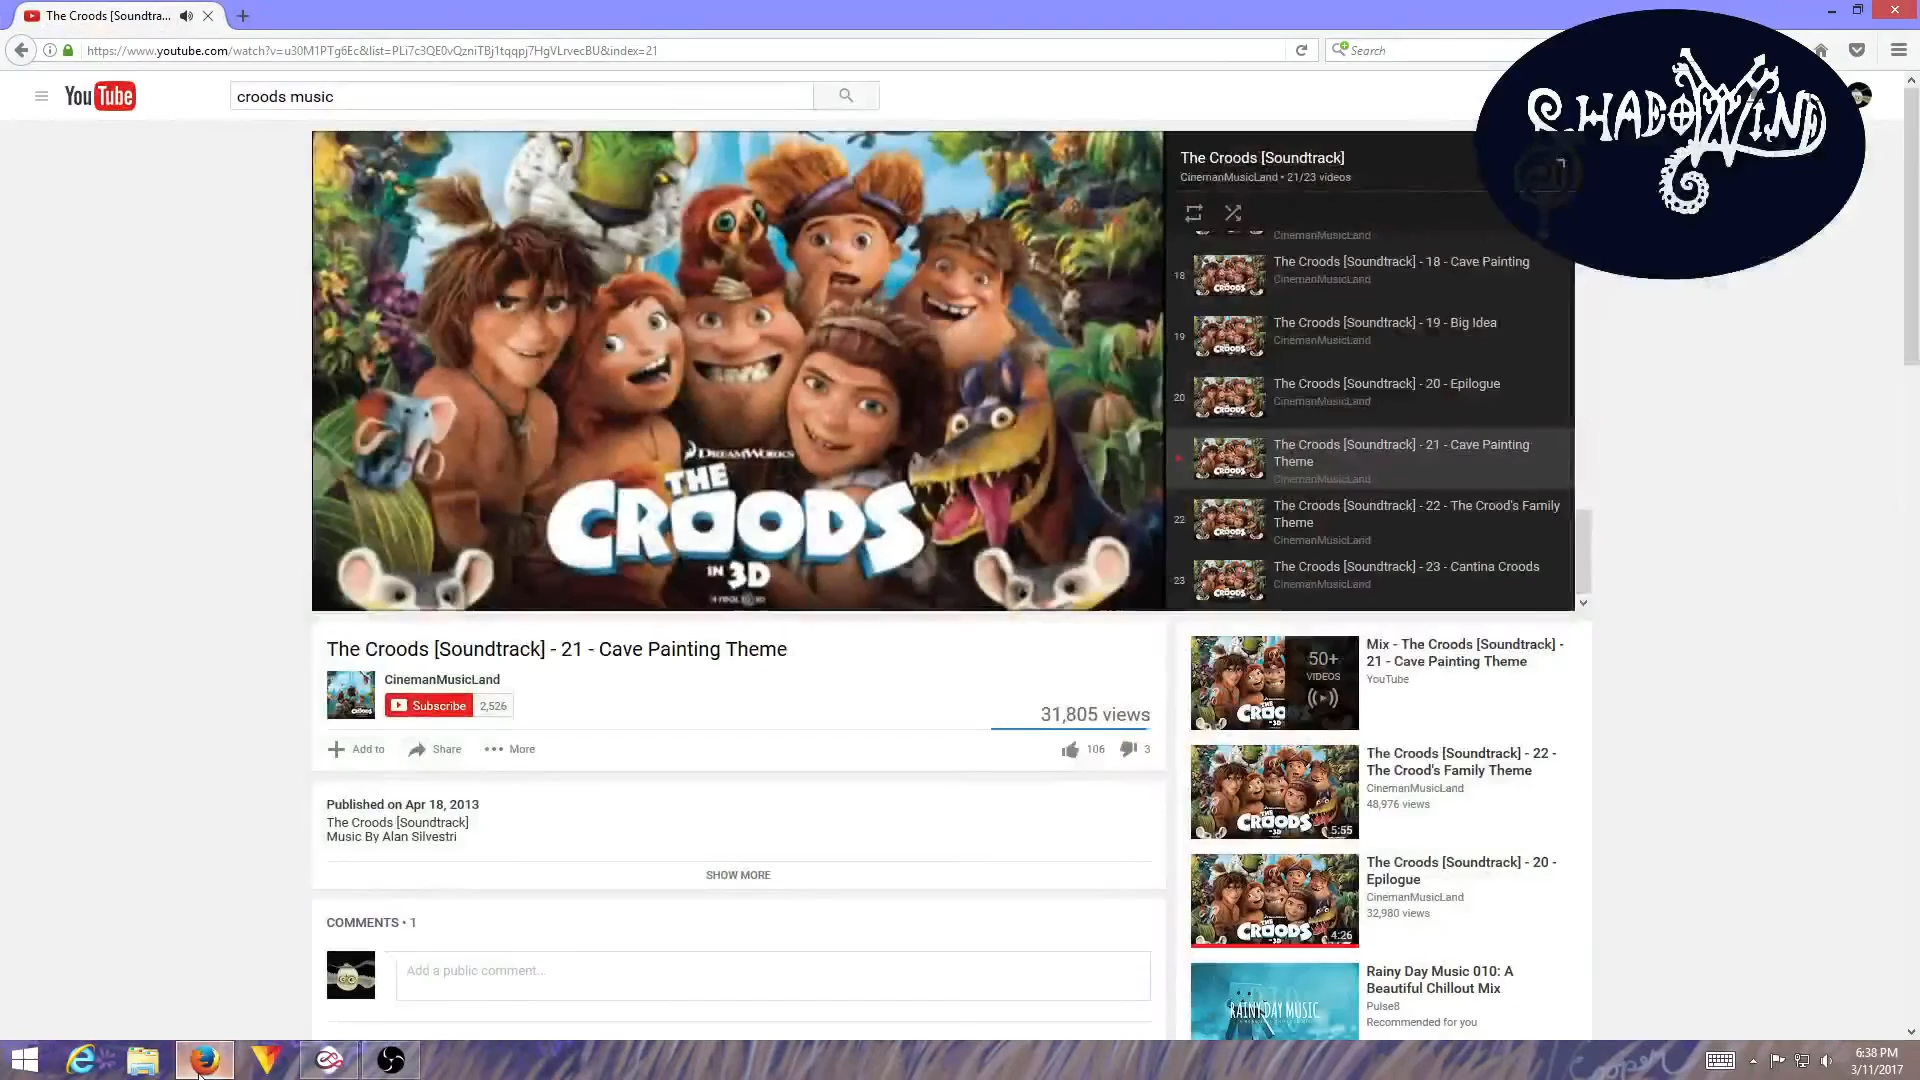 The Croods [Soundtra...
https://www.youtube.com/watch?v=u30M1PTg6Ec&list=PLi7c3QE0vQzniTBj1tqqpj7HgVLrvecBU&index=21
Search
SHADOWIND
YouTube
croods music
The Croods [Soundtrack]
CinemanMusicLand • 21/23 videos
CinemanMusicLand
18
The Croods [Soundtrack] - 18 - Cave Painting
CinemanMusicLand
19
The Croods [Soundtrack] - 19 - Big Idea
CinemanMusicLand
20
The Croods [Soundtrack] - 20 - Epilogue
CinemanMusicLand
The Croods [Soundtrack] - 21 - Cave Painting
Theme
CinemanMusicLand
22
The Croods [Soundtrack] - 22 - The Crood's Family
Theme
CinemanMusicLand
23
The Croods [Soundtrack] - 23 - Cantina Croods
CinemanMusicLand
DREAMWORKS
THE
CROODS
IN 3D
The Croods [Soundtrack] - 21 - Cave Painting Theme
CinemanMusicLand
Subscribe 2,526
31,805 views
Add to Share More 106 3
Published on Apr 18, 2013
The Croods [Soundtrack]
Music By Alan Silvestri
SHOW MORE
COMMENTS • 1
Add a public comment...
50+
VIDEOS
Mix - The Croods [Soundtrack] -
21 - Cave Painting Theme
YouTube
CROODS
5:55
The Croods [Soundtrack] - 22 -
The Crood's Family Theme
CinemanMusicLand
48,976 views
CROODS
4:26
The Croods [Soundtrack] - 20 -
Epilogue
CinemanMusicLand
32,980 views
RAINY DAY MUSIC
Rainy Day Music 010: A
Beautiful Chillout Mix
Pulse8
Recommended for you
Cooper
6:38 PM
3/11/2017